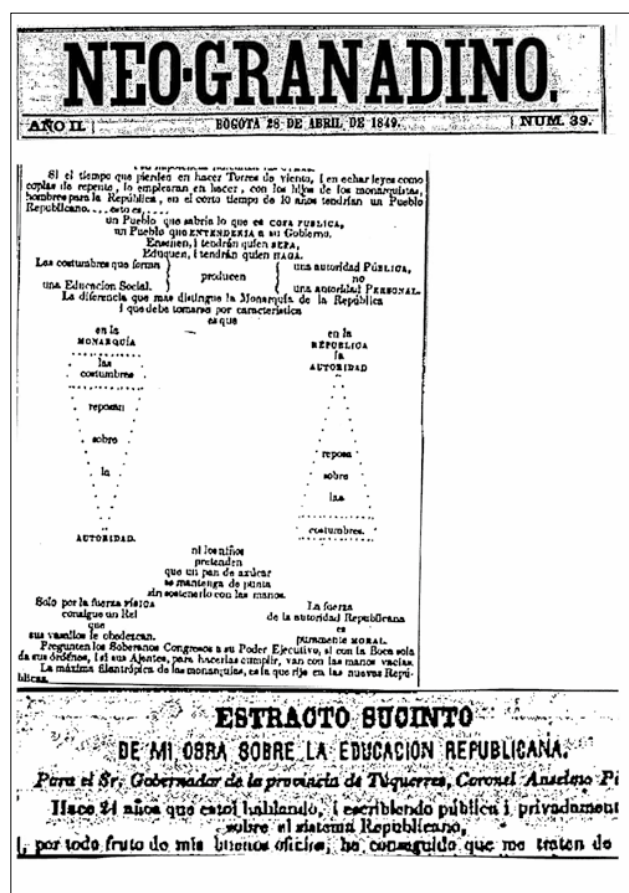 NEO-GRANADINO.
AÑO II. BOGOTA 28 DE ABRIL DE 1849. NUM. 39.
Si el tiempo que pierden en hacer Torres de viento, i en echar leyes como
coplas de repente, lo emplearan en hacer, con los hijos de los monarquistas,
hombres para la República, en el corto tiempo de 10 años tendrían un Pueblo
Republicano.... esto es,....
un Pueblo que sabria lo que es COSA PUBLICA,
un Pueblo que ENTENDERIA a su Gobierno.
Enseñen, i tendrán quien SEPA,
Eduquen, i tendrán quien HAGA.
Las costumbres que forman
una Educacion Social.
producen
una autoridad PÚBLICA,
no
una autoridad PERSONAL.
La diferencia que mas distingue la Monarquía de la República
i que debe tomarse por característica
es que
en la
MONARQUÍA
las
costumbres
reposan
sobre
la
AUTORIDAD.
en la
REPÚBLICA
la
AUTORIDAD
reposa
sobre
las
costumbres.
ni los niños
pretenden
que un pan de azúcar
se mantenga de punta
sin sostenerlo con las manos.
Solo por la fuerza FÍSICA
consigue un Rei
que
sus vasallos le obedezcan.
La fuerza
de la autoridad Republicana
es
puramente MORAL.
Pregunten los Soberanos Congresos a su Poder Ejecutivo, si con la Boca sola
da sus órdenes, i si sus Ajentes, para hacerlas cumplir, van con las manos vacías.
La máxima filantrópica de las monarquías, es la que rije en las nuevas Repú-
blicas.
ESTRACTO SUCINTO
DE MI OBRA SOBRE LA EDUCACION REPUBLICANA.
Para el Sr. Gobernador de la provincia de Túquerres, Coronel Anselmo Pi
Hace 24 años que estoi hablando, i escribiendo pública i privadament
sobre el sistema Republicano,
i, por todo fruto de mis buenos oficios, he conseguido que me traten de